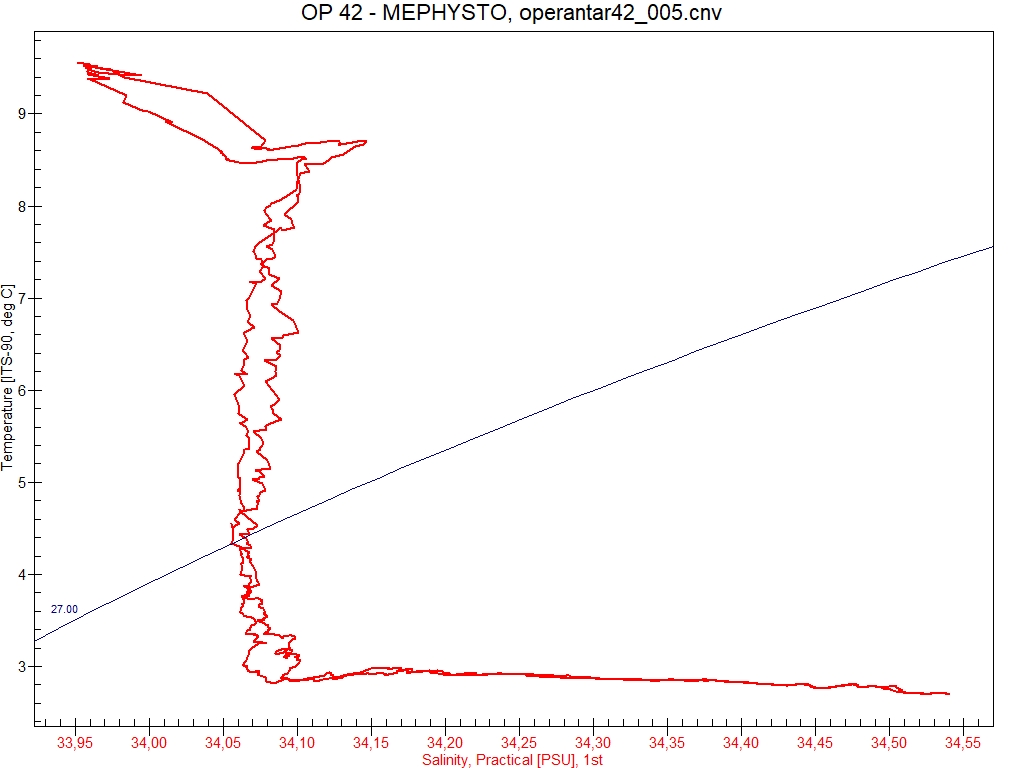 OP 42 - MEPHYSTO, operantar42_005.cnv
9
8
7
6
5
4
3
Temperature [ITS-90, deg C]
27.00
33,95 34,00 34,05 34,10 34,15 34,20 34,25 34,30 34,35 34,40 34,45 34,50 34,55
Salinity, Practical [PSU], 1st